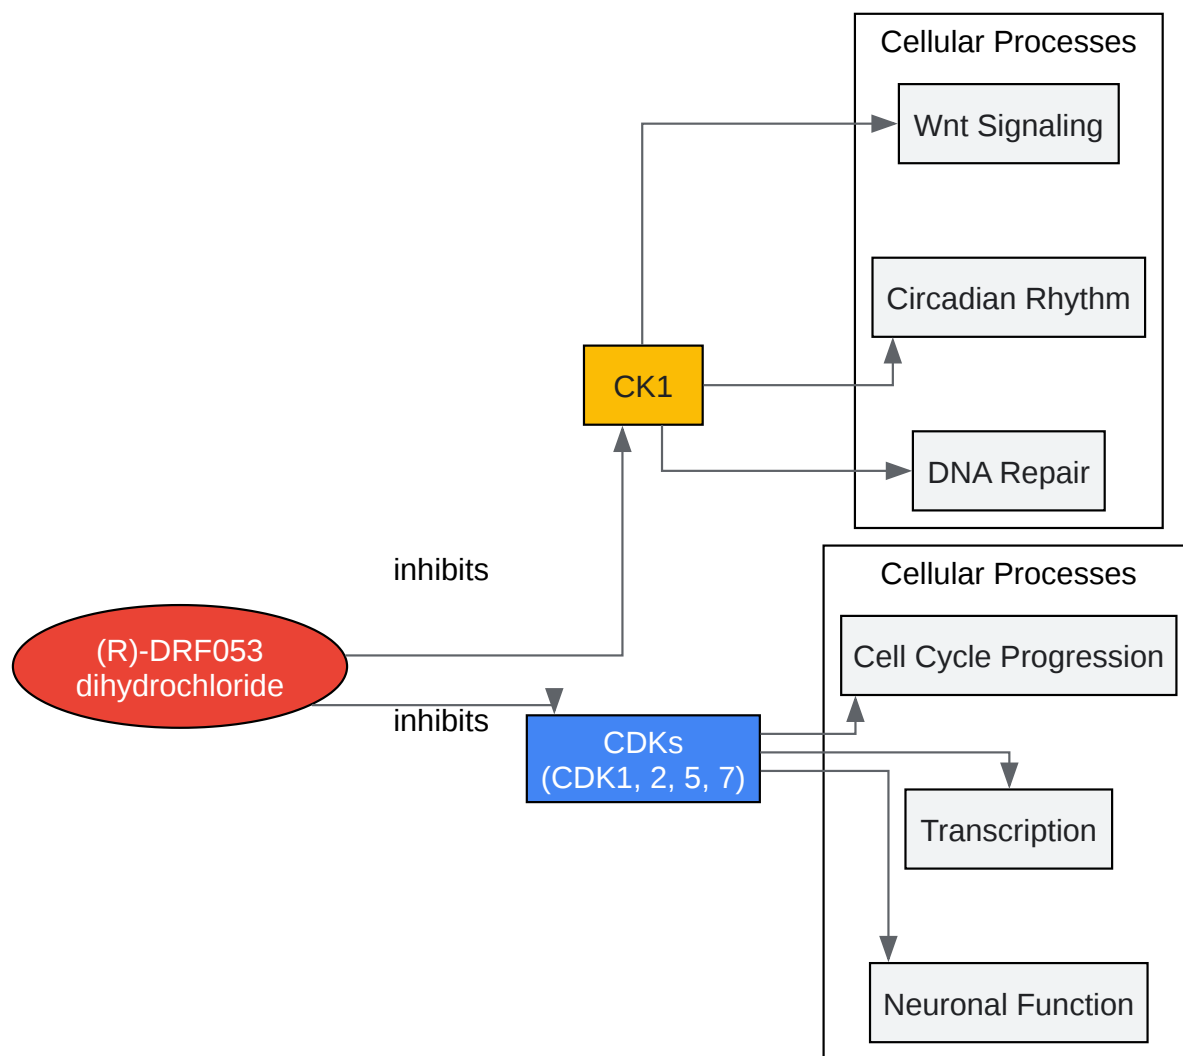 Cellular Processes
Wnt Signaling
Circadian Rhythm
CK1
DNA Repair
inhibits
Cellular Processes
(R)-DRF053
dihydrochloride
Cell Cycle Progression
inhibits
CDKs
(CDK1, 2, 5, 7)
Transcription
Neuronal Function